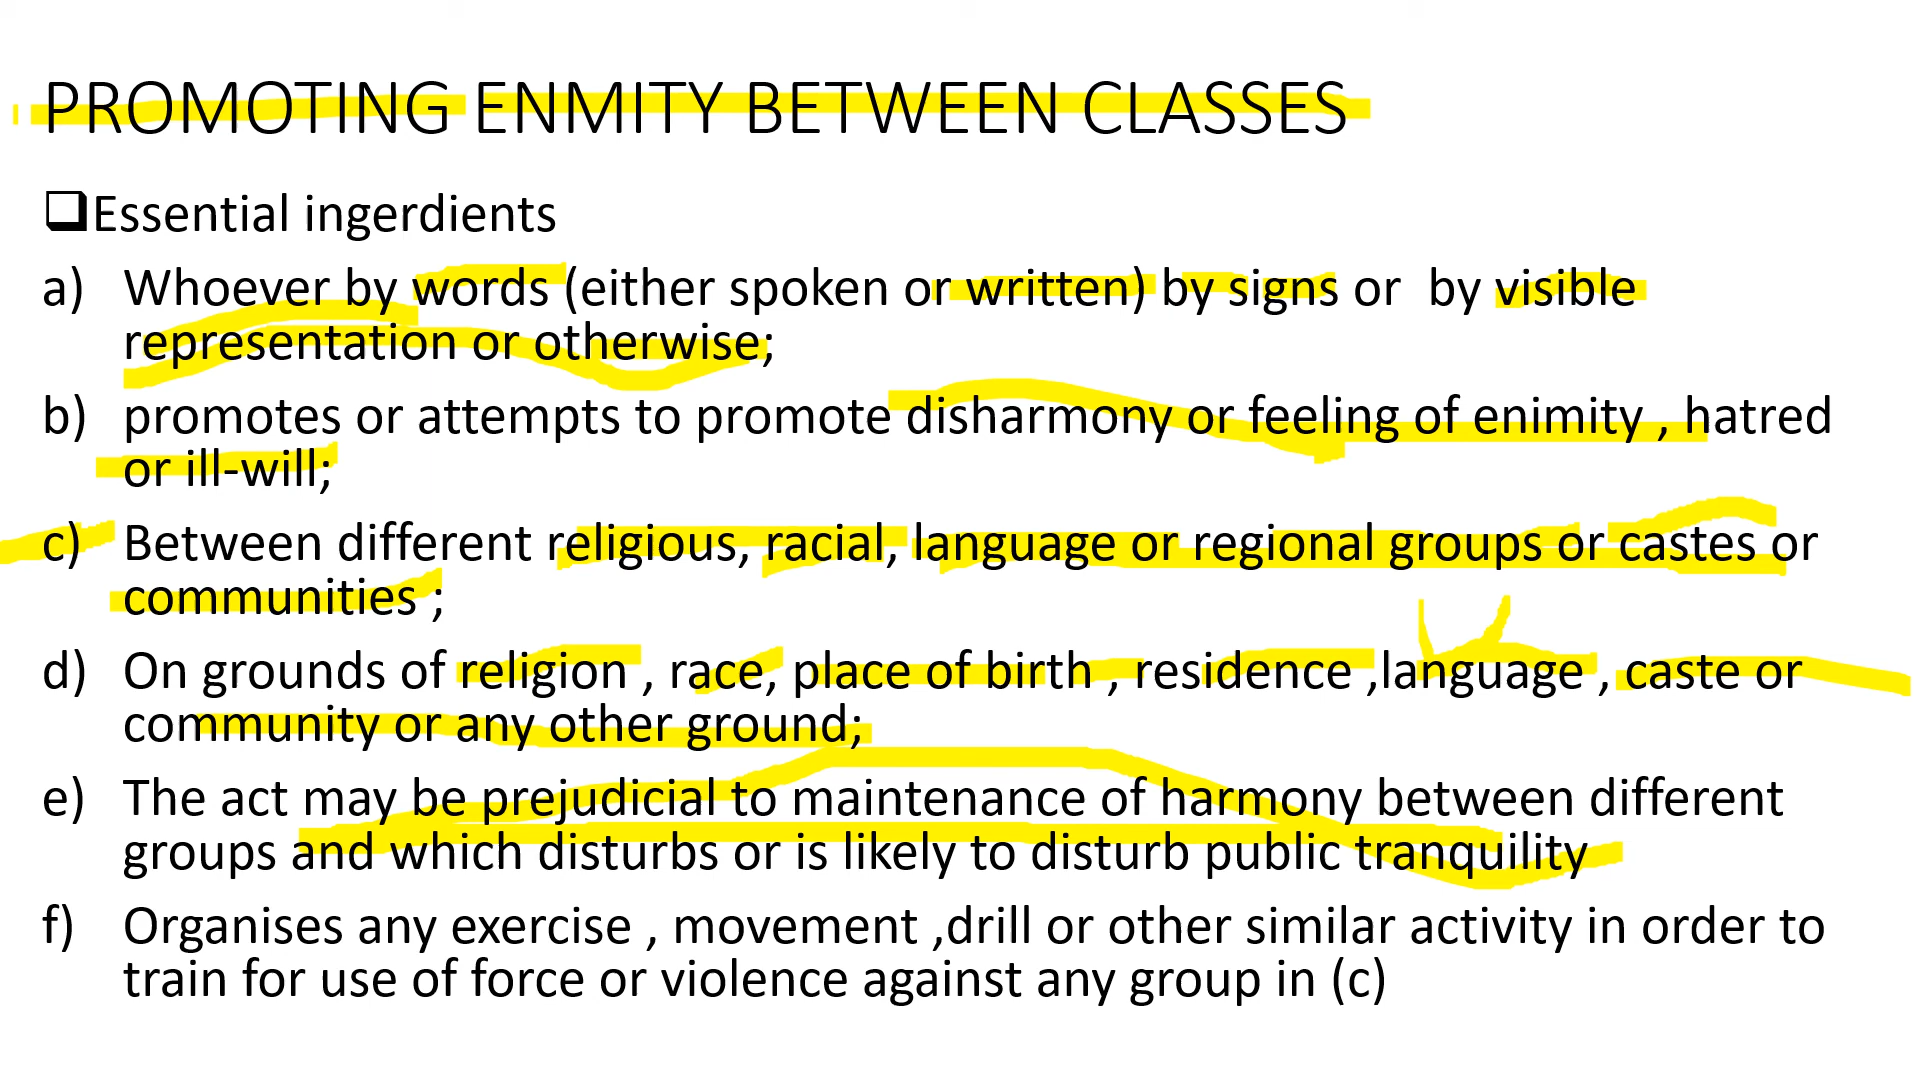 PROMOTING ENMITY BETWEEN CLASSES
Essential ingerdients
a) Whoever by words (either spoken or written) by signs or by visible
representation or otherwise;
b) promotes or attempts to promote disharmony or feeling of enimity , hatred
or ill-will;
c) Between different religious, racial, language or regional groups or castes or
communities ;
d) On grounds of religion , race, place of birth , residence ,language , caste or
community or any other ground;
e) The act may be prejudicial to maintenance of harmony between different
groups and which disturbs or is likely to disturb public tranquility
f) Organises any exercise , movement ,drill or other similar activity in order to
train for use of force or violence against any group in (c)